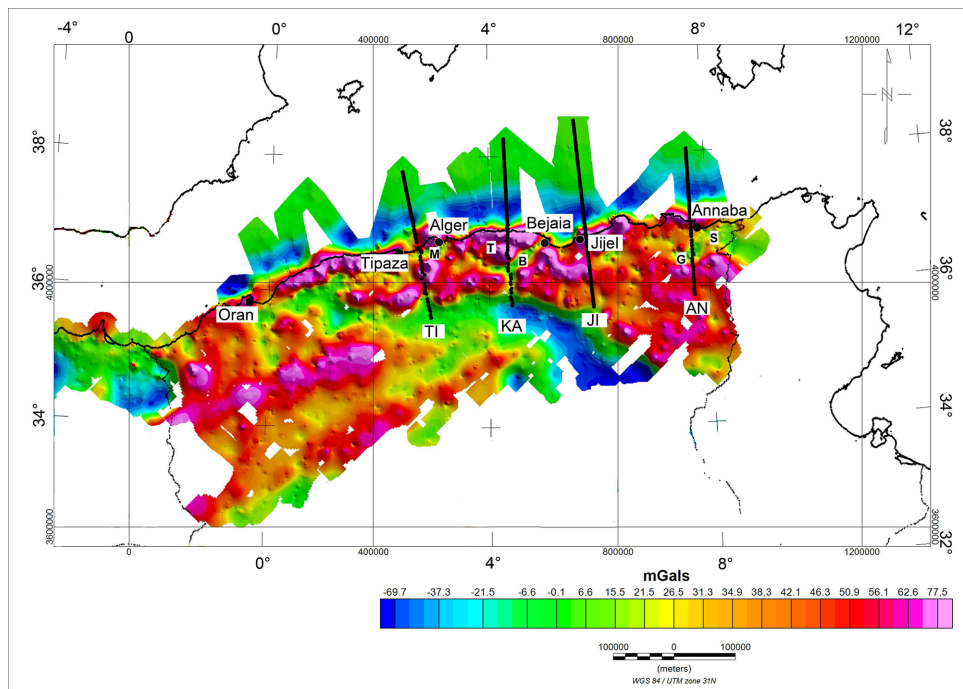 -4° 0 0° 400000 4° 800000 8° 1200000 12°
N
38° 38°
Alger
Bejaia
Annaba
M T Jijel S
Tipaza B G
36° 4000000 4000000 36°
Oran
TI KA JI AN
34° 34°
3600000 3600000
32°
0 0° 400000 4° 800000 8° 1200000
mGals
-69.7 -37.3 -21.5 -6.6 -0.1 6.6 15.5 21.5 26.5 31.3 34.9 38.3 42.1 46.3 50.9 56.1 62.6 77.5
100000 0 100000
(meters)
WGS 84 / UTM zone 31N